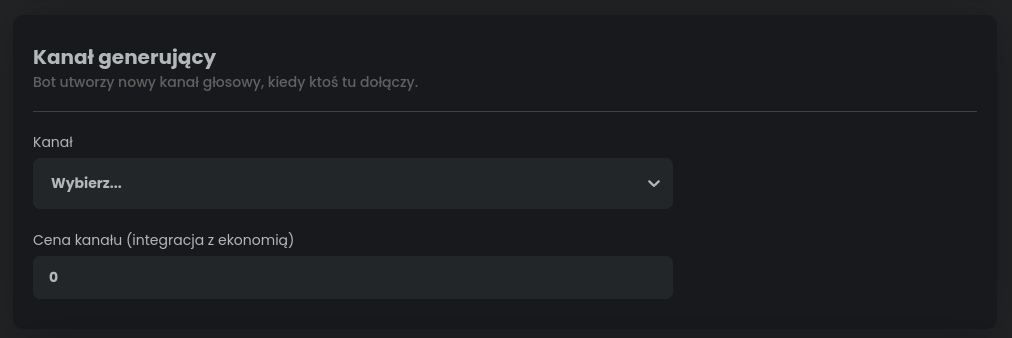 Kanał generujący
Bot utworzy nowy kanał głosowy, kiedy ktoś tu dołączy.
Kanał
Wybierz...
Cena kanału (integracja z ekonomią)
0